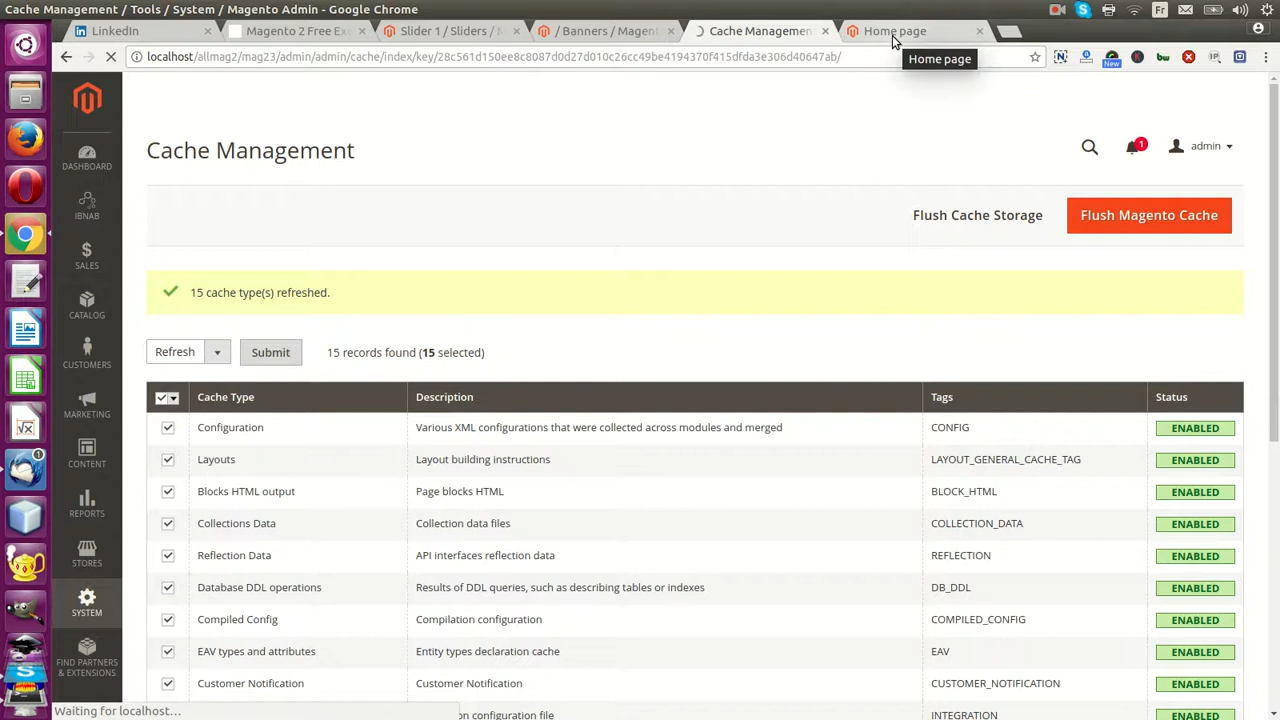 Cache Management / Tools / System / Magento Admin - Google Chrome
Fr
LinkedIn
Magento 2 Free Ex
Slider 1 / Sliders / M
/ Banners / Magent
Cache Managemen
Home page
localhost/allmag2/mag23/admin/admin/cache/index/key/28c561d150ee8c8087d0d27d010c26cc49be4194370f415dfda3e306d40647ab/
New
Home page
Cache Management
1
admin
DASHBOARD
IBNAB
SALES
CATALOG
CUSTOMERS
MARKETING
CONTENT
REPORTS
STORES
SYSTEM
FIND PARTNERS
& EXTENSIONS
Flush Cache Storage
Flush Magento Cache
15 cache type(s) refreshed.
Refresh
Submit
15 records found (15 selected)
Cache Type Description Tags Status
Configuration Various XML configurations that were collected across modules and merged CONFIG ENABLED
Layouts Layout building instructions LAYOUT_GENERAL_CACHE_TAG ENABLED
Blocks HTML output Page blocks HTML BLOCK_HTML ENABLED
Collections Data Collection data files COLLECTION_DATA ENABLED
Reflection Data API interfaces reflection data REFLECTION ENABLED
Database DDL operations Results of DDL queries, such as describing tables or indexes DB_DDL ENABLED
Compiled Config Compilation configuration COMPILED_CONFIG ENABLED
EAV types and attributes Entity types declaration cache EAV ENABLED
Customer Notification Customer Notification CUSTOMER_NOTIFICATION ENABLED
configuration file INTEGRATION ENABLED
Waiting for localhost...